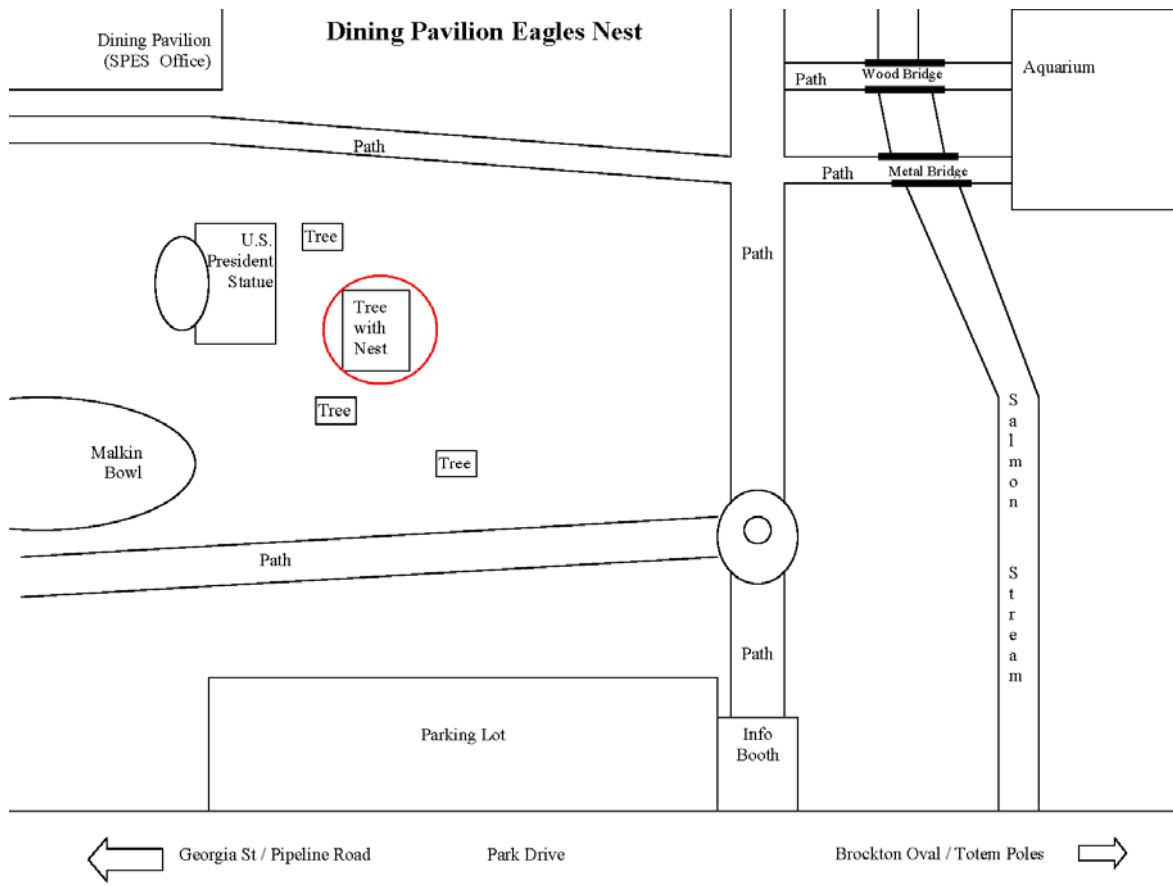 Dining Pavilion Eagles Nest
Dining Pavilion
(SPES Office)
Wood Bridge
Path
Aquarium
Path
Path
Metal Bridge
U.S.
President
Statue
Tree
Path
Tree
with
Nest
Tree
Malkin
Bowl
Tree
Salmon Stream
Path
Path
Parking Lot
Info
Booth
Georgia St / Pipeline Road
Park Drive
Brockton Oval / Totem Poles